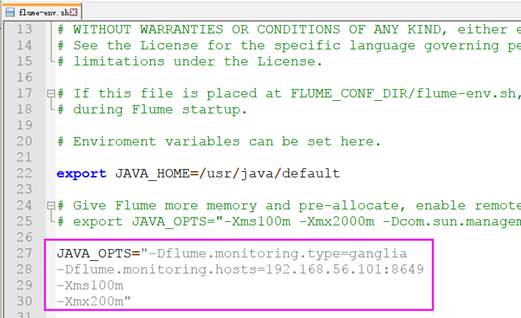 flume-env.sh
13 # WITHOUT WARRANTIES OR CONDITIONS OF ANY KIND, either e
14 # See the License for the specific language governing pe
15 # limitations under the License.
16
17 # If this file is placed at FLUME_CONF_DIR/flume-env.sh,
18 # during Flume startup.
19
20 # Enviroment variables can be set here.
21
22 export JAVA_HOME=/usr/java/default
23
24 # Give Flume more memory and pre-allocate, enable remote
25 # export JAVA_OPTS="-Xms100m -Xmx2000m -Dcom.sun.manage
26
27 JAVA_OPTS="-Dflume.monitoring.type=ganglia
28 -Dflume.monitoring.hosts=192.168.56.101:8649
29 -Xms100m
30 -Xmx200m"
31